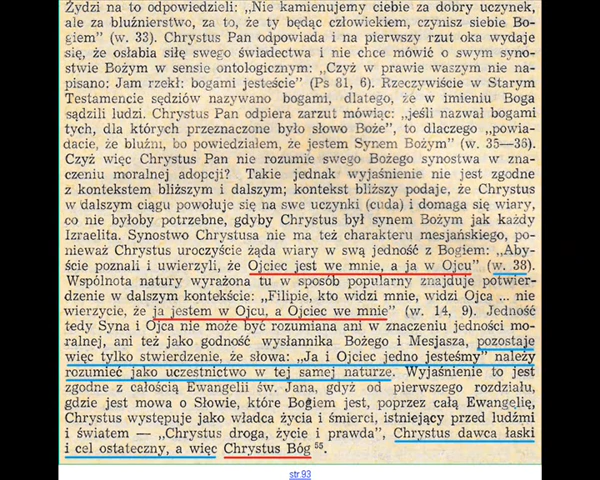 Żydzi na to odpowiedzieli: „Nie kamienujemy ciebie za dobry uczynek,
ale za bluźnierstwo, za to, że ty będąc człowiekiem, czynisz siebie Bo-
giem” (w. 33). Chrystus Pan odpowiada i na pierwszy rzut oka wydaje
się, że osłabia siłę swego świadectwa i nie chce mówić o swym syno-
stwie Bożym w sensie ontologicznym: „Czyż w prawie waszym nie na-
pisano: Jam rzekł: bogami jesteście” (Ps 81, 6). Rzeczywiście w Starym
Testamencie sędziów nazywano bogami, dlatego, że w imieniu Boga
sądzili ludzi. Chrystus Pan odpiera zarzut mówiąc: „jeśli nazwał bogami
tych, dla których przeznaczone było słowo Boże”, to dlaczego „powia-
dacie, że bluźni, bo powiedziałem, że jestem Synem Bożym” (w. 35—36).
Czyż więc Chrystus Pan nie rozumie swego Bożego synostwa w zna-
czeniu moralnej adopcji? Takie jednak wyjaśnienie nie jest zgodne
z kontekstem bliższym i dalszym; kontekst bliższy podaje, że Chrystus
w dalszym ciągu powołuje się na swe uczynki (cuda) i domaga się wiary,
co nie byłoby potrzebne, gdyby Chrystus był synem Bożym jak każdy
Izraelita. Synostwo Chrystusa nie ma też charakteru mesjańskiego, po-
nieważ Chrystus uroczyście żąda wiary w swą jedność z Bogiem: „Aby-
ście poznali i uwierzyli, że Ojciec jest we mnie, a ja w Ojcu” (w. 38).
Wspólnota natury wyrażona tu w sposób popularny znajduje potwier-
dzenie w dalszym kontekście: „Filipie, kto widzi mnie, widzi Ojca ... nie
wierzycie, że ja jestem w Ojcu, a Ojciec we mnie” (w. 14, 9). Jedność
tedy Syna i Ojca nie może być rozumiana ani w znaczeniu jedności mo-
ralnej, ani też jako godność wysłannika Bożego i Mesjasza, pozostaje
więc tylko stwierdzenie, że słowa: „Ja i Ojciec jedno jesteśmy” należy
rozumieć jako uczestnictwo w tej samej naturze. Wyjaśnienie to jest
zgodne z całością Ewangelii św. Jana, gdyż od pierwszego rozdziału,
gdzie jest mowa o Słowie, które Bogiem jest, poprzez całą Ewangelię,
Chrystus występuje jako władca życia i śmierci, istniejący przed ludźmi
i światem — „Chrystus droga, życie i prawda”, Chrystus dawca łaski
i cel ostateczny, a więc Chrystus Bóg 55.
str.93